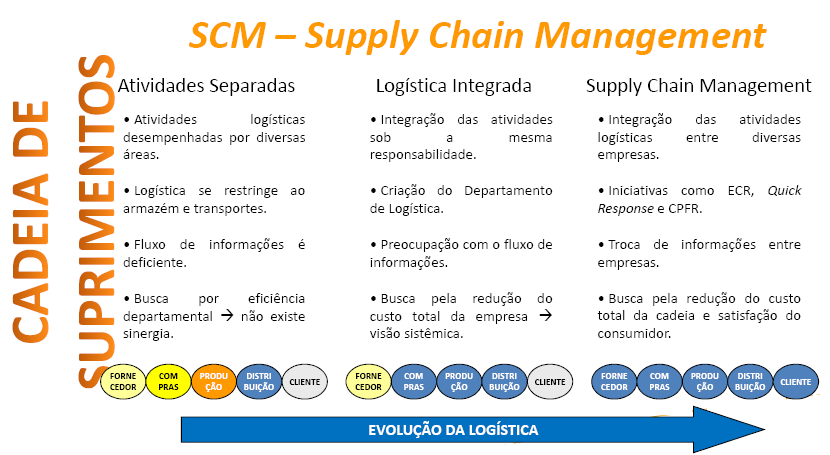 SCM – Supply Chain Management
CADEIA DE
SUPRIMENTOS
Atividades Separadas
• Atividades logísticas
desempenhadas por diversas
áreas.
• Logística se restringe ao
armazém e transportes.
• Fluxo de informações é
deficiente.
• Busca por eficiência
departamental → não existe
sinergia.
Logística Integrada
• Integração das atividades
sob a mesma
responsabilidade.
• Criação do Departamento
de Logística.
• Preocupação com o fluxo de
informações.
• Busca pela redução do
custo total da empresa →
visão sistêmica.
Supply Chain Management
• Integração das atividades
logísticas entre diversas
empresas.
• Iniciativas como ECR, Quick
Response e CPFR.
• Troca de informações entre
empresas.
• Busca pela redução do custo
total da cadeia e satisfação do
consumidor.
FORNE
CEDOR
COM
PRAS
PRODU
ÇÃO
DISTRI
BUIÇÃO
CLIENTE
FORNE
CEDOR
COM
PRAS
PRODU
ÇÃO
DISTRI
BUIÇÃO
CLIENTE
FORNE
CEDOR
COM
PRAS
PRODU
ÇÃO
DISTRI
BUIÇÃO
CLIENTE
EVOLUÇÃO DA LOGÍSTICA